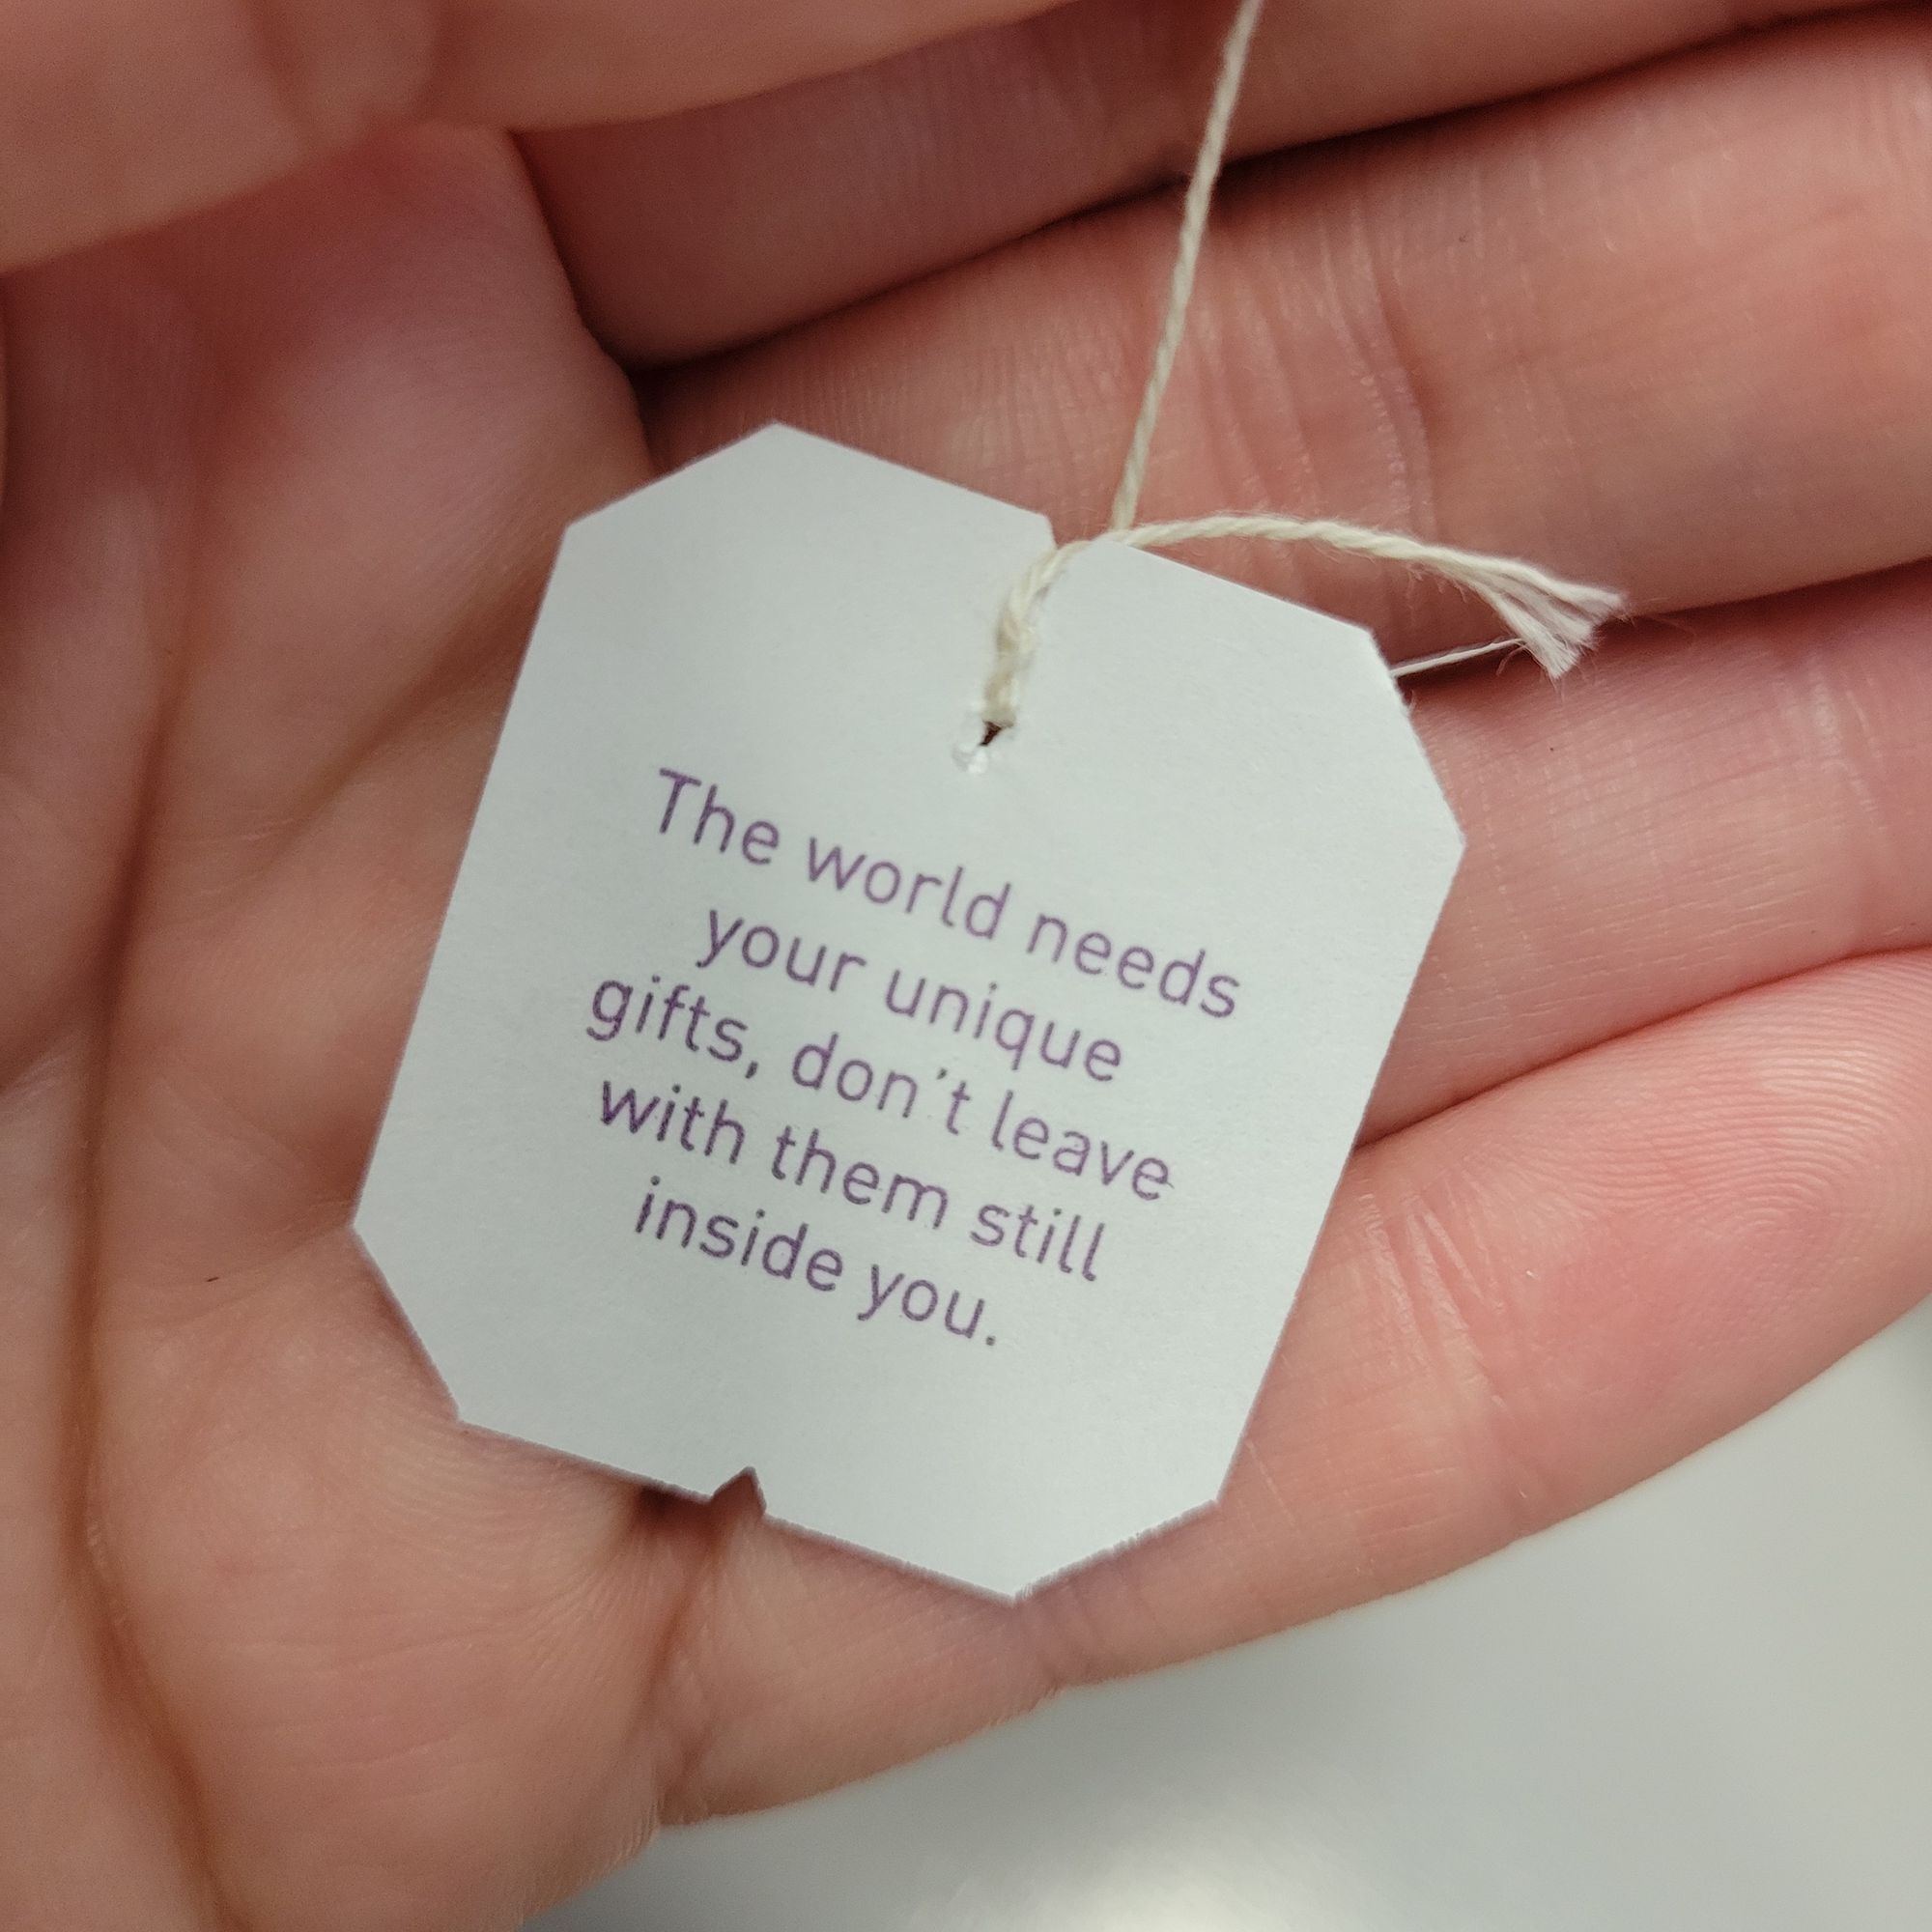 The world needs
your unique
gifts, don´t leave
with them still
inside you.